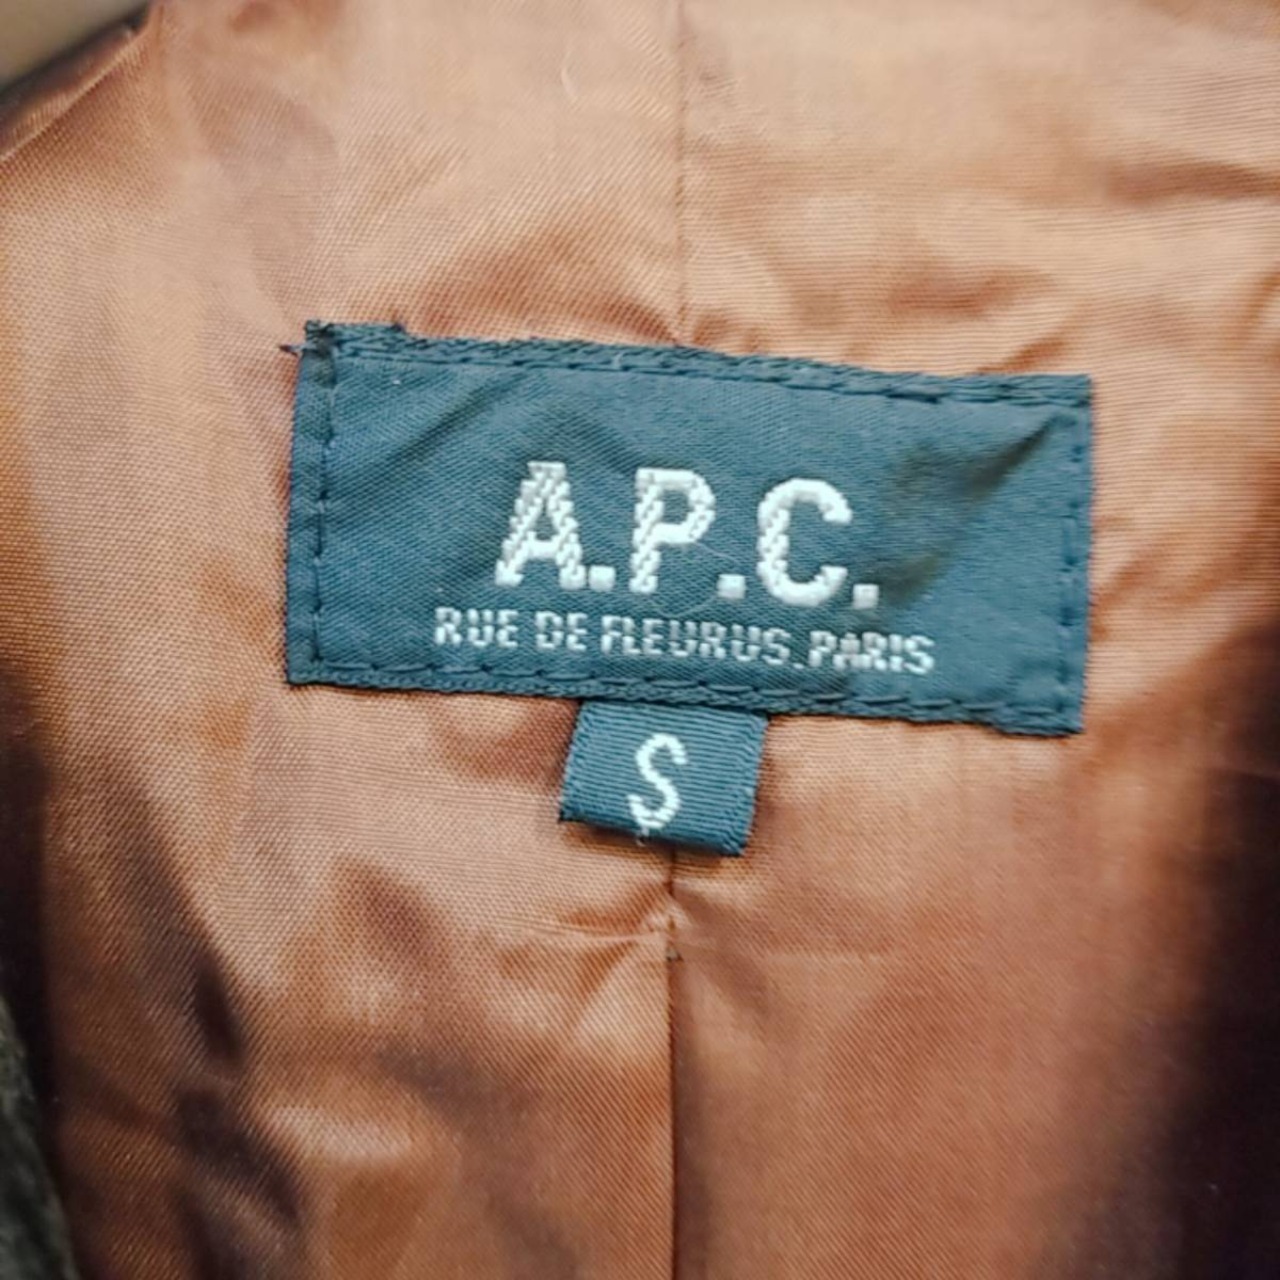 A.P.C.
RUE DE FLEURUS. PARIS
S